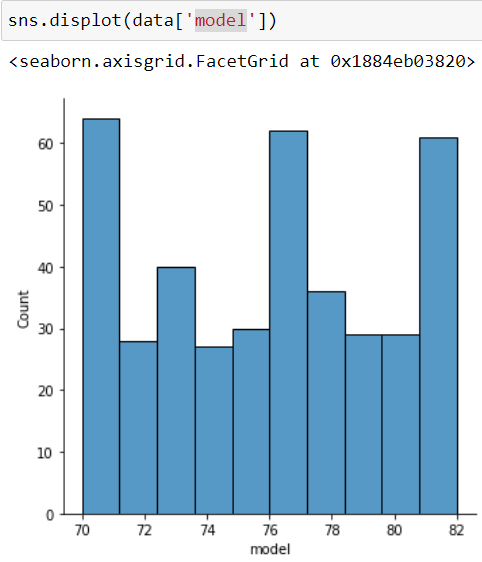 sns.displot(data['model'])
<seaborn.axisgrid.FacetGrid at 0x1884eb03820>
60
50
40
30
20
10
0
Count
70 72 74 76 78 80 82
model